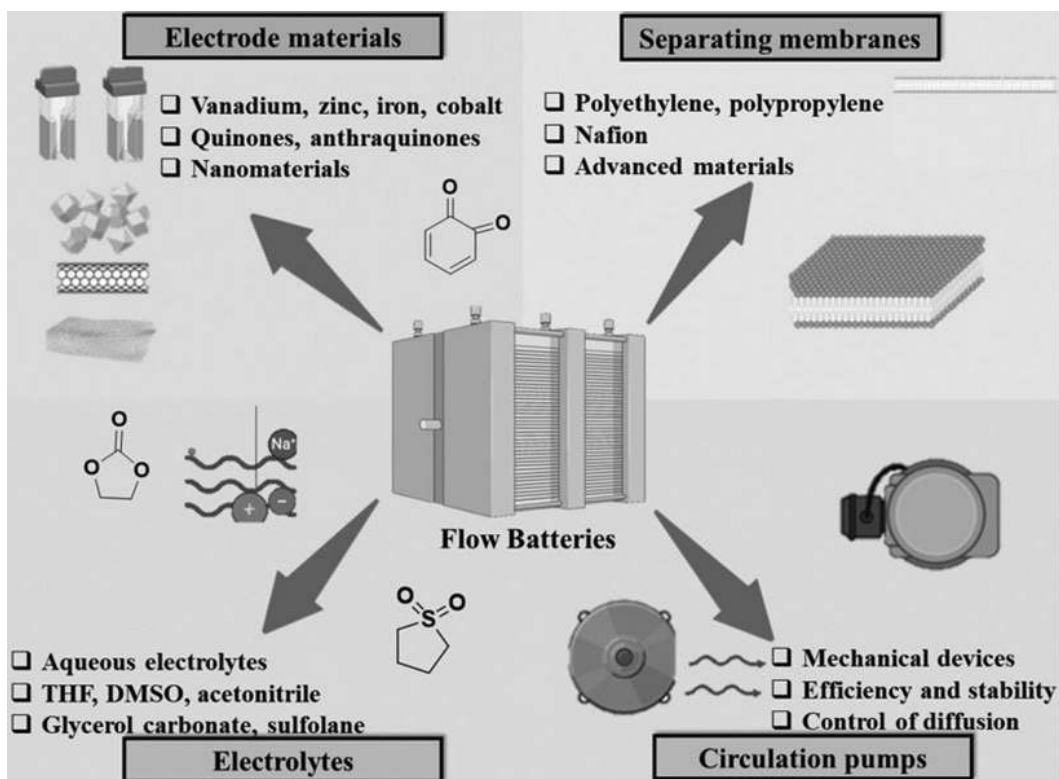 Electrode materials
❑ Vanadium, zinc, iron, cobalt
❑ Quinones, anthraquinones
❑ Nanomaterials
Separating membranes
❑ Polyethylene, polypropylene
❑ Nafion
❑ Advanced materials
O
O
O
O
O
Na⁺
+
−
Flow Batteries
O
O
S
❑ Aqueous electrolytes
❑ THF, DMSO, acetonitrile
❑ Glycerol carbonate, sulfolane
Electrolytes
❑ Mechanical devices
❑ Efficiency and stability
❑ Control of diffusion
Circulation pumps